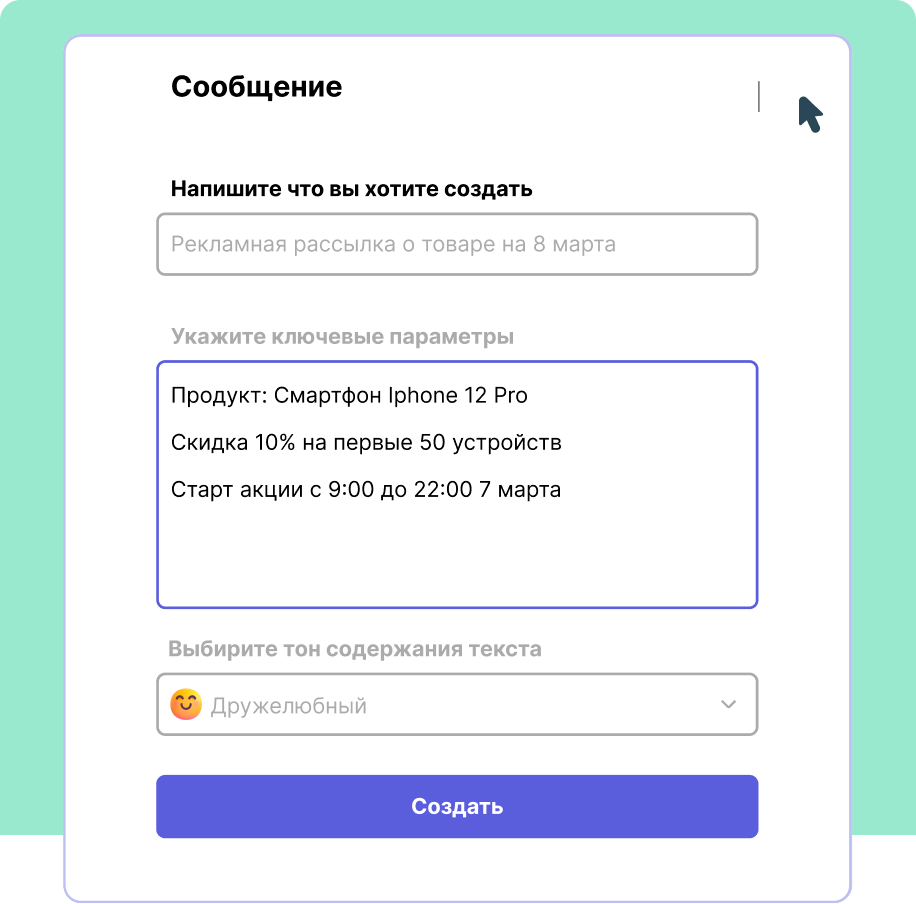 Сообщение
Напишите что вы хотите создать
Рекламная рассылка о товаре на 8 марта
Укажите ключевые параметры
Продукт: Смартфон Iphone 12 Pro
Скидка 10% на первые 50 устройств
Старт акции с 9:00 до 22:00 7 марта
Выбирите тон содержания текста
Дружелюбный
Создать